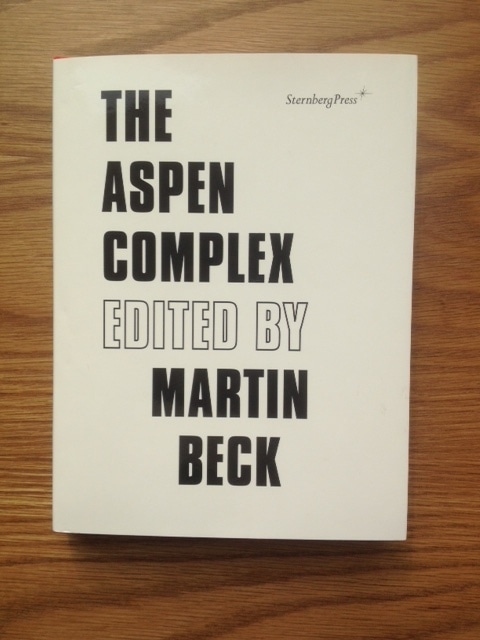 THE
SternbergPress
ASPEN
COMPLEX
EDITED BY
MARTIN
BECK